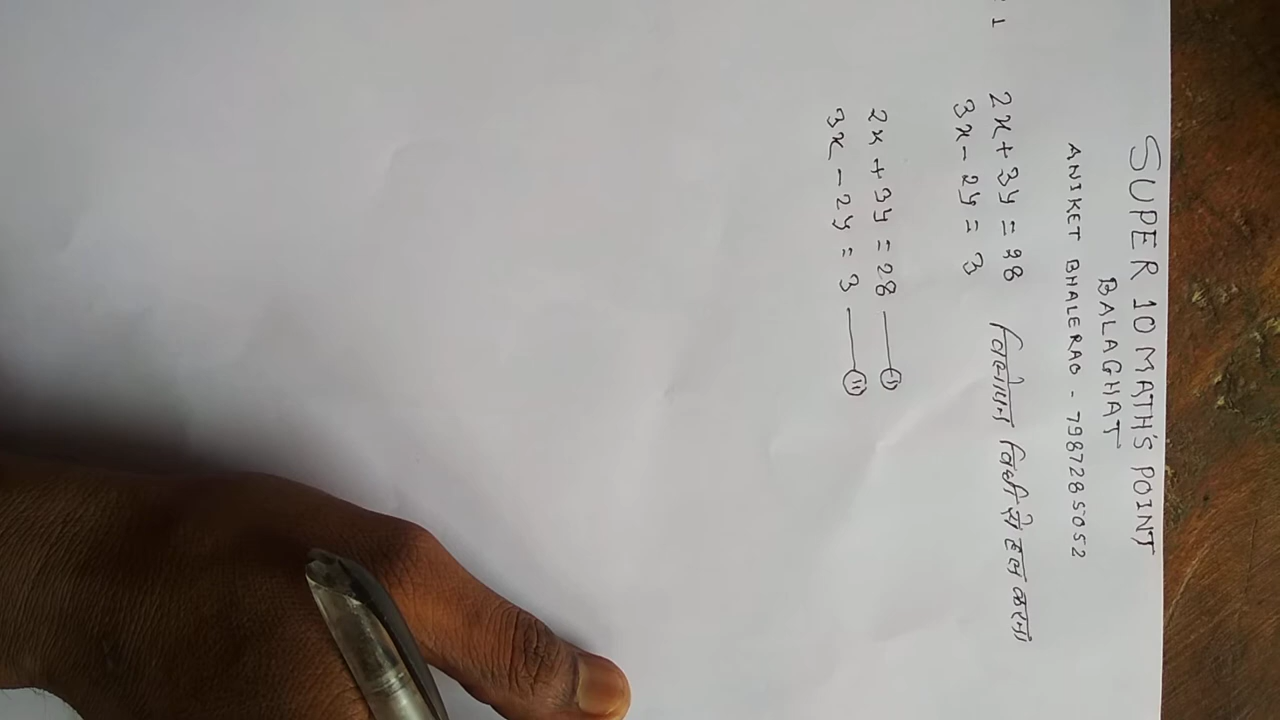 SUPER 10 MATH'S POINT
BALAGHAT
ANIKET BHALERAO - 7987285052
: 1 2x + 3y = 28 विलोपन विधी से हल करना
3x - 2y = 3
2x + 3y = 28 —— (i)
3x - 2y = 3 —— (ii)